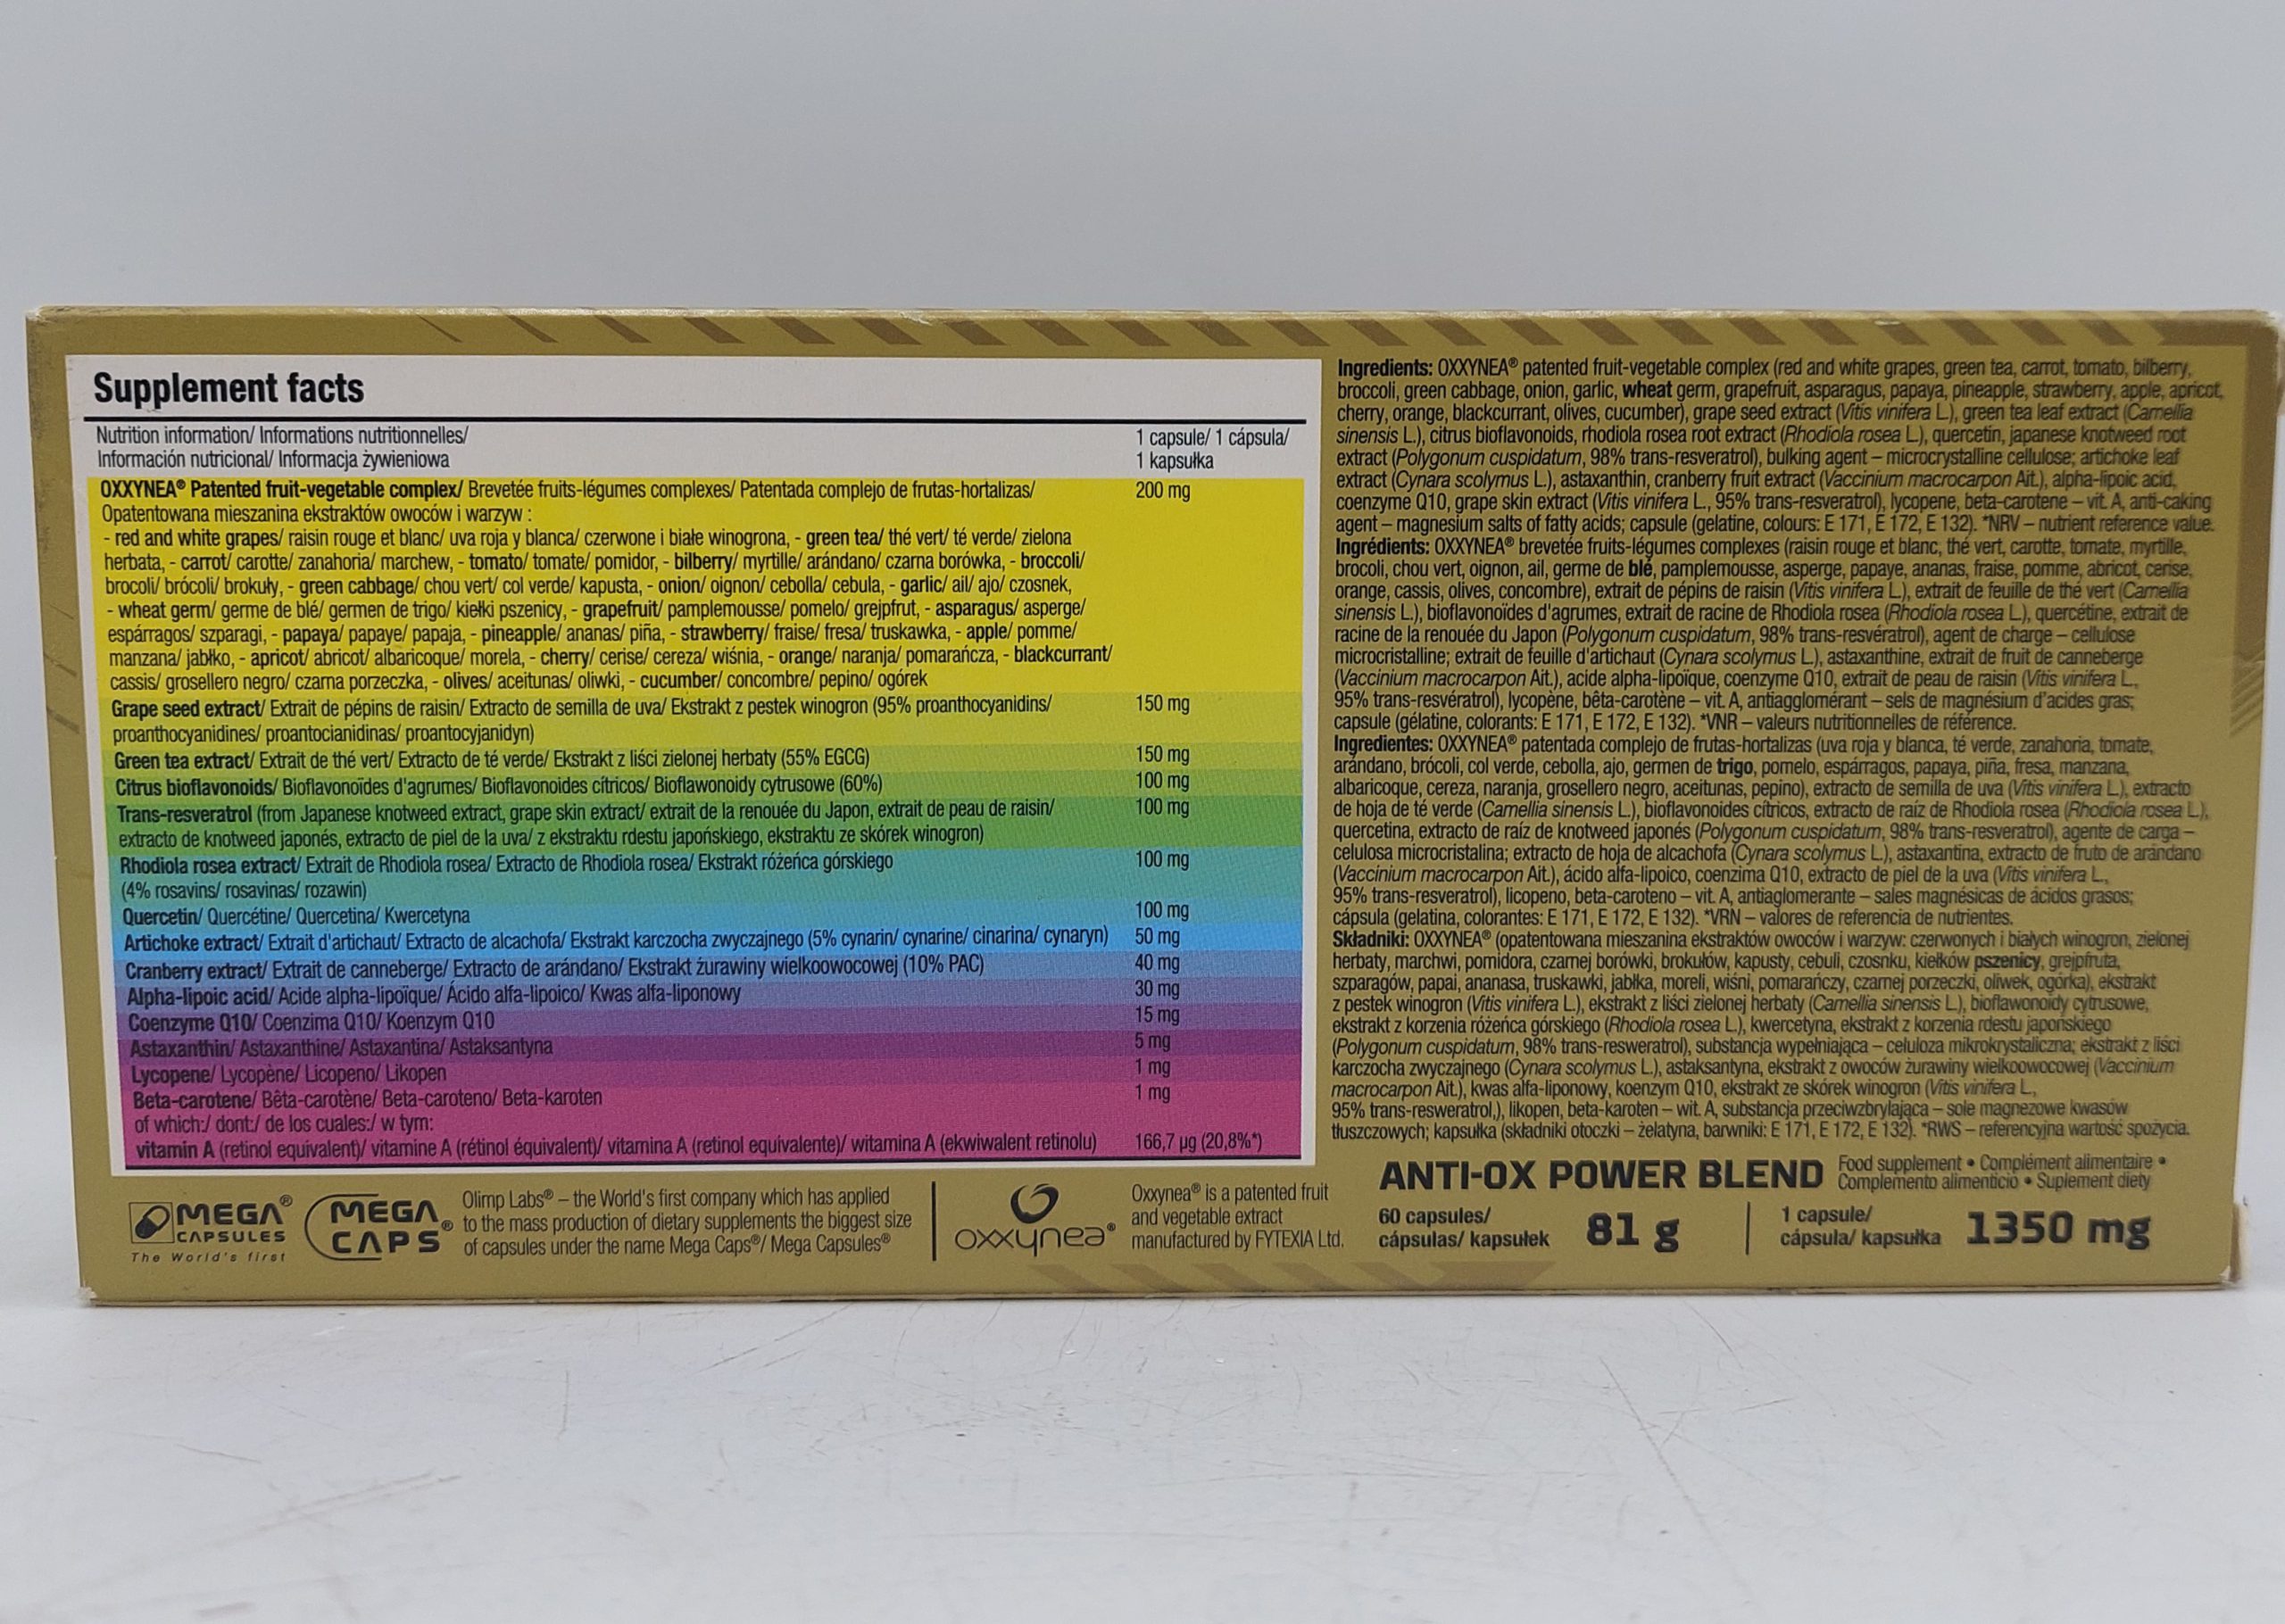 Supplement facts
Nutrition information/ Informations nutritionnelles/
Información nutricional/ Informacja żywieniowa
1 capsule/ 1 cápsula/
1 kapsułka
OXXYNEA® Patented fruit-vegetable complex/ Brevetée fruits-légumes complexes/ Patentada complejo de frutas-hortalizas/ 200 mg
Opatentowana mieszanina ekstraktów owoców i warzyw :
- red and white grapes/ raisin rouge et blanc/ uva roja y blanca/ czerwone i białe winogrona, - green tea/ thé vert/ té verde/ zielona
herbata, - carrot/ carotte/ zanahoria/ marchew, - tomato/ tomate/ pomidor, - bilberry/ myrtille/ arándano/ czarna borówka, - broccoli/
brocoli/ brócoli/ brokuły, - green cabbage/ chou vert/ col verde/ kapusta, - onion/ oignon/ cebolla/ cebula, - garlic/ ail/ ajo/ czosnek,
- wheat germ/ germe de blé/ germen de trigo/ kiełki pszenicy, - grapefruit/ pamplemousse/ pomelo/ grejpfrut, - asparagus/ asperge/
espárragos/ szparagi, - papaya/ papaye/ papaja, - pineapple/ ananas/ piña, - strawberry/ fraise/ fresa/ truskawka, - apple/ pomme/
manzana/ jabłko, - apricot/ abricot/ albaricoque/ morela, - cherry/ cerise/ cereza/ wiśnia, - orange/ naranja/ pomarańcza, - blackcurrant/
cassis/ grosellero negro/ czarna porzeczka, - olives/ aceitunas/ oliwki, - cucumber/ concombre/ pepino/ ogórek
Grape seed extract/ Extrait de pépins de raisin/ Extracto de semilla de uva/ Ekstrakt z pestek winogron (95% proanthocyanidins/ 150 mg
proanthocyanidines/ proantocianidinas/ proantocyjanidyn)
Green tea extract/ Extrait de thé vert/ Extracto de té verde/ Ekstrakt z liści zielonej herbaty (55% EGCG) 150 mg
Citrus bioflavonoids/ Bioflavonoïdes d'agrumes/ Bioflavonoides cítricos/ Bioflawonoidy cytrusowe (60%) 100 mg
Trans-resveratrol (from Japanese knotweed extract, grape skin extract/ extrait de la renouée du Japon, extrait de peau de raisin/ 100 mg
extracto de knotweed japonés, extracto de piel de la uva/ z ekstraktu rdestu japońskiego, ekstraktu ze skórek winogron)
Rhodiola rosea extract/ Extrait de Rhodiola rosea/ Extracto de Rhodiola rosea/ Ekstrakt różeńca górskiego 100 mg
(4% rosavins/ rosavinas/ rozawin)
Quercetin/ Quercétine/ Quercetina/ Kwercetyna 100 mg
Artichoke extract/ Extrait d'artichaut/ Extracto de alcachofa/ Ekstrakt karczocha zwyczajnego (5% cynarin/ cynarine/ cinarina/ cynaryn) 50 mg
Cranberry extract/ Extrait de canneberge/ Extracto de arándano/ Ekstrakt żurawiny wielkoowocowej (10% PAC) 40 mg
Alpha-lipoic acid/ Acide alpha-lipoïque/ Ácido alfa-lipoico/ Kwas alfa-liponowy 30 mg
Coenzyme Q10/ Coenzima Q10/ Koenzym Q10 15 mg
Astaxanthin/ Astaxanthine/ Astaxantina/ Astaksantyna 5 mg
Lycopene/ Lycopène/ Licopeno/ Likopen 1 mg
Beta-carotene/ Bêta-carotène/ Beta-caroteno/ Beta-karoten 1 mg
of which:/ dont:/ de los cuales:/ w tym:
vitamin A (retinol equivalent)/ vitamine A (rétinol équivalent)/ vitamina A (retinol equivalente)/ witamina A (ekwiwalent retinolu) 166,7 µg (20,8%*)
MEGA®
CAPSULES
The World's first
MEGA
CAPS®
Olimp Labs® – the World's first company which has applied
to the mass production of dietary supplements the biggest size
of capsules under the name Mega Caps®/ Mega Capsules®
oxxynea®
Oxxynea® is a patented fruit
and vegetable extract
manufactured by FYTEXIA Ltd.
Ingredients: OXXYNEA® patented fruit-vegetable complex (red and white grapes, green tea, carrot, tomato, bilberry,
broccoli, green cabbage, onion, garlic, wheat germ, grapefruit, asparagus, papaya, pineapple, strawberry, apple, apricot,
cherry, orange, blackcurrant, olives, cucumber), grape seed extract (Vitis vinifera L.), green tea leaf extract (Camellia
sinensis L.), citrus bioflavonoids, rhodiola rosea root extract (Rhodiola rosea L.), quercetin, japanese knotweed root
extract (Polygonum cuspidatum, 98% trans-resveratrol), bulking agent – microcrystalline cellulose; artichoke leaf
extract (Cynara scolymus L.), astaxanthin, cranberry fruit extract (Vaccinium macrocarpon Ait.), alpha-lipoic acid,
coenzyme Q10, grape skin extract (Vitis vinifera L., 95% trans-resveratrol), lycopene, beta-carotene – vit. A, anti-caking
agent – magnesium salts of fatty acids; capsule (gelatine, colours: E 171, E 172, E 132). *NRV – nutrient reference value.
Ingrédients: OXXYNEA® brevetée fruits-légumes complexes (raisin rouge et blanc, thé vert, carotte, tomate, myrtille,
brocoli, chou vert, oignon, ail, germe de blé, pamplemousse, asperge, papaye, ananas, fraise, pomme, abricot, cerise,
orange, cassis, olives, concombre), extrait de pépins de raisin (Vitis vinifera L.), extrait de feuille de thé vert (Camellia
sinensis L.), bioflavonoïdes d'agrumes, extrait de racine de Rhodiola rosea (Rhodiola rosea L.), quercétine, extrait de
racine de la renouée du Japon (Polygonum cuspidatum, 98% trans-resvératrol), agent de charge – cellulose
microcristalline; extrait de feuille d'artichaut (Cynara scolymus L.), astaxanthine, extrait de fruit de canneberge
(Vaccinium macrocarpon Ait.), acide alpha-lipoïque, coenzyme Q10, extrait de peau de raisin (Vitis vinifera L.,
95% trans-resvératrol), lycopène, bêta-carotène – vit. A, antiagglomérant – sels de magnésium d'acides gras;
capsule (gélatine, colorants: E 171, E 172, E 132). *VNR – valeurs nutritionnelles de référence.
Ingredientes: OXXYNEA® patentada complejo de frutas-hortalizas (uva roja y blanca, té verde, zanahoria, tomate,
arándano, brócoli, col verde, cebolla, ajo, germen de trigo, pomelo, espárragos, papaya, piña, fresa, manzana,
albaricoque, cereza, naranja, grosellero negro, aceitunas, pepino), extracto de semilla de uva (Vitis vinifera L.), extracto
de hoja de té verde (Camellia sinensis L.), bioflavonoides cítricos, extracto de raíz de Rhodiola rosea (Rhodiola rosea L.),
quercetina, extracto de raíz de knotweed japonés (Polygonum cuspidatum, 98% trans-resveratrol), agente de carga –
celulosa microcristalina; extracto de hoja de alcachofa (Cynara scolymus L.), astaxantina, extracto de fruto de arándano
(Vaccinium macrocarpon Ait.), ácido alfa-lipoico, coenzima Q10, extracto de piel de la uva (Vitis vinifera L.,
95% trans-resveratrol), licopeno, beta-caroteno – vit. A, antiaglomerante – sales magnésicas de ácidos grasos;
cápsula (gelatina, colorantes: E 171, E 172, E 132). *VRN – valores de referencia de nutrientes.
Składniki: OXXYNEA® (opatentowana mieszanina ekstraktów owoców i warzyw: czerwonych i białych winogron, zielonej
herbaty, marchwi, pomidora, czarnej borówki, brokułów, kapusty, cebuli, czosnku, kiełków pszenicy, grejpfruta,
szparagów, papai, ananasa, truskawki, jabłka, moreli, wiśni, pomarańczy, czarnej porzeczki, oliwek, ogórka), ekstrakt
z pestek winogron (Vitis vinifera L.), ekstrakt z liści zielonej herbaty (Camellia sinensis L.), bioflawonoidy cytrusowe,
ekstrakt z korzenia różeńca górskiego (Rhodiola rosea L.), kwercetyna, ekstrakt z korzenia rdestu japońskiego
(Polygonum cuspidatum, 98% trans-resweratrol), substancja wypełniająca – celuloza mikrokrystaliczna; ekstrakt z liści
karczocha zwyczajnego (Cynara scolymus L.), astaksantyna, ekstrakt z owoców żurawiny wielkoowocowej (Vaccinium
macrocarpon Ait.), kwas alfa-liponowy, koenzym Q10, ekstrakt ze skórek winogron (Vitis vinifera L.,
95% trans-resweratrol,), likopen, beta-karoten – wit. A, substancja przeciwzbrylająca – sole magnezowe kwasów
tłuszczowych; kapsułka (składniki otoczki – żelatyna, barwniki: E 171, E 172, E 132). *RWS – referencyjna wartość spożycia.
ANTI-OX POWER BLEND
Food supplement • Complément alimentaire •
Complemento alimenticio • Suplement diety
60 capsules/
cápsulas/ kapsułek
81 g
1 capsule/
cápsula/ kapsułka
1350 mg